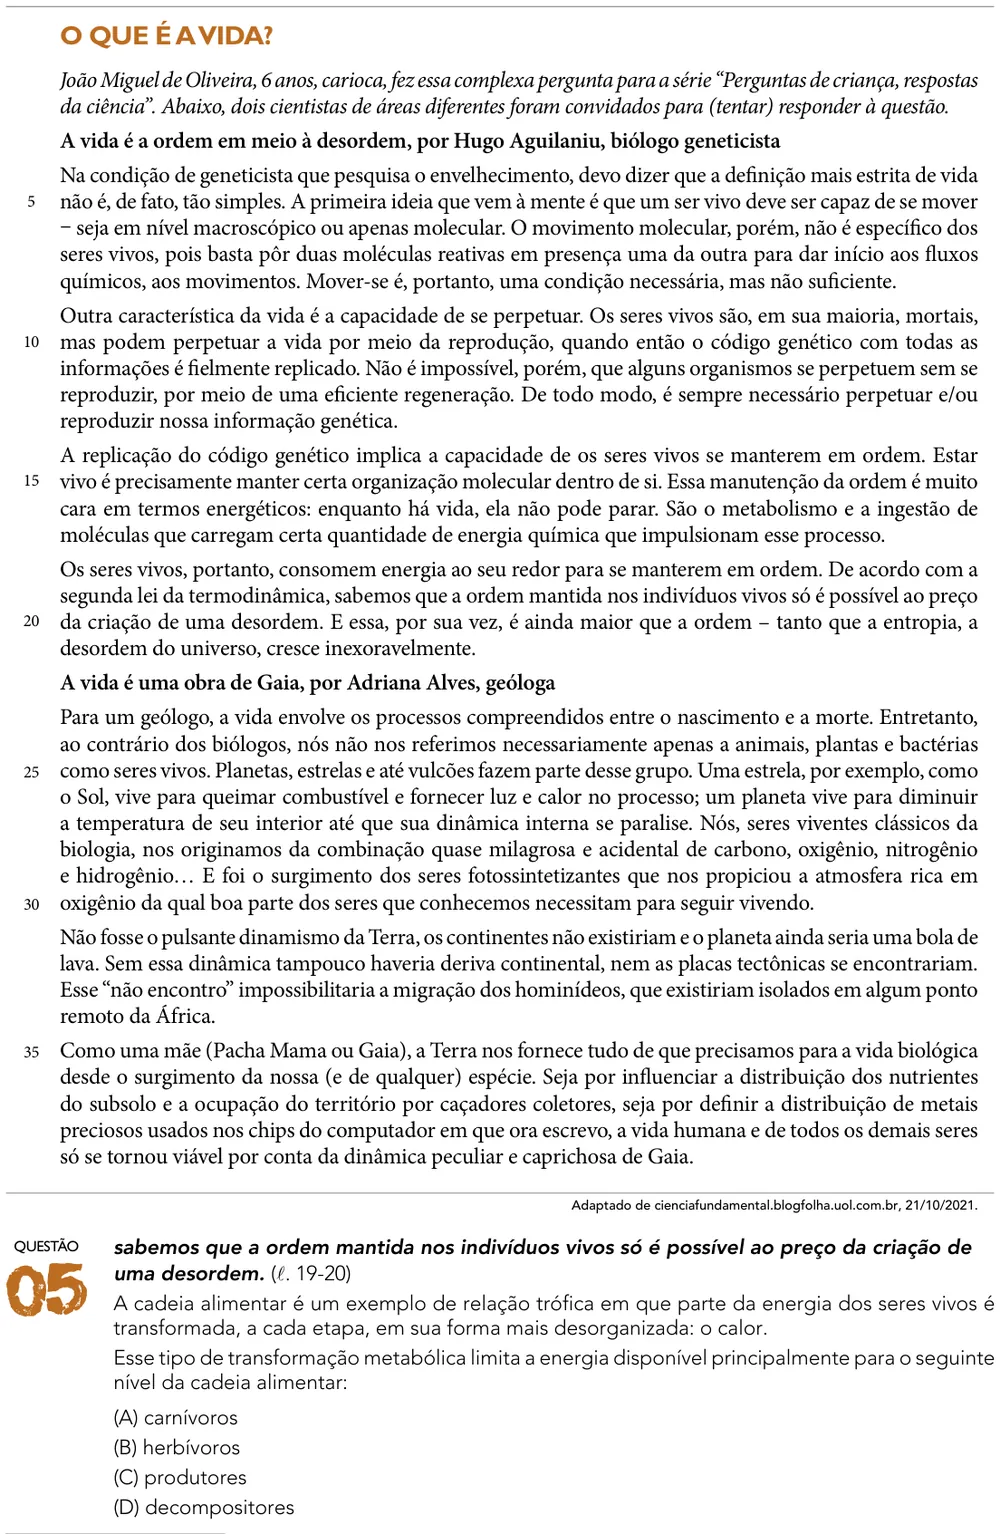 O QUE É A VIDA?
João Miguel de Oliveira, 6 anos, carioca, fez essa complexa pergunta para a série “Perguntas de criança, respostas
da ciência”. Abaixo, dois cientistas de áreas diferentes foram convidados para (tentar) responder à questão.
A vida é a ordem em meio à desordem, por Hugo Aguilaniu, biólogo geneticista
Na condição de geneticista que pesquisa o envelhecimento, devo dizer que a definição mais estrita de vida
5 não é, de fato, tão simples. A primeira ideia que vem à mente é que um ser vivo deve ser capaz de se mover
− seja em nível macroscópico ou apenas molecular. O movimento molecular, porém, não é específico dos
seres vivos, pois basta pôr duas moléculas reativas em presença uma da outra para dar início aos fluxos
químicos, aos movimentos. Mover-se é, portanto, uma condição necessária, mas não suficiente.
Outra característica da vida é a capacidade de se perpetuar. Os seres vivos são, em sua maioria, mortais,
10 mas podem perpetuar a vida por meio da reprodução, quando então o código genético com todas as
informações é fielmente replicado. Não é impossível, porém, que alguns organismos se perpetuem sem se
reproduzir, por meio de uma eficiente regeneração. De todo modo, é sempre necessário perpetuar e/ou
reproduzir nossa informação genética.
A replicação do código genético implica a capacidade de os seres vivos se manterem em ordem. Estar
15 vivo é precisamente manter certa organização molecular dentro de si. Essa manutenção da ordem é muito
cara em termos energéticos: enquanto há vida, ela não pode parar. São o metabolismo e a ingestão de
moléculas que carregam certa quantidade de energia química que impulsionam esse processo.
Os seres vivos, portanto, consomem energia ao seu redor para se manterem em ordem. De acordo com a
segunda lei da termodinâmica, sabemos que a ordem mantida nos indivíduos vivos só é possível ao preço
20 da criação de uma desordem. E essa, por sua vez, é ainda maior que a ordem – tanto que a entropia, a
desordem do universo, cresce inexoravelmente.
A vida é uma obra de Gaia, por Adriana Alves, geóloga
Para um geólogo, a vida envolve os processos compreendidos entre o nascimento e a morte. Entretanto,
ao contrário dos biólogos, nós não nos referimos necessariamente apenas a animais, plantas e bactérias
25 como seres vivos. Planetas, estrelas e até vulcões fazem parte desse grupo. Uma estrela, por exemplo, como
o Sol, vive para queimar combustível e fornecer luz e calor no processo; um planeta vive para diminuir
a temperatura de seu interior até que sua dinâmica interna se paralise. Nós, seres viventes clássicos da
biologia, nos originamos da combinação quase milagrosa e acidental de carbono, oxigênio, nitrogênio
e hidrogênio… E foi o surgimento dos seres fotossintetizantes que nos propiciou a atmosfera rica em
30 oxigênio da qual boa parte dos seres que conhecemos necessitam para seguir vivendo.
Não fosse o pulsante dinamismo da Terra, os continentes não existiriam e o planeta ainda seria uma bola de
lava. Sem essa dinâmica tampouco haveria deriva continental, nem as placas tectônicas se encontrariam.
Esse “não encontro” impossibilitaria a migração dos hominídeos, que existiriam isolados em algum ponto
remoto da África.
35 Como uma mãe (Pacha Mama ou Gaia), a Terra nos fornece tudo de que precisamos para a vida biológica
desde o surgimento da nossa (e de qualquer) espécie. Seja por influenciar a distribuição dos nutrientes
do subsolo e a ocupação do território por caçadores coletores, seja por definir a distribuição de metais
preciosos usados nos chips do computador em que ora escrevo, a vida humana e de todos os demais seres
só se tornou viável por conta da dinâmica peculiar e caprichosa de Gaia.
Adaptado de cienciafundamental.blogfolha.uol.com.br, 21/10/2021.
QUESTÃO
05
sabemos que a ordem mantida nos indivíduos vivos só é possível ao preço da criação de
uma desordem. (ℓ. 19-20)
A cadeia alimentar é um exemplo de relação trófica em que parte da energia dos seres vivos é
transformada, a cada etapa, em sua forma mais desorganizada: o calor.
Esse tipo de transformação metabólica limita a energia disponível principalmente para o seguinte
nível da cadeia alimentar:
(A) carnívoros
(B) herbívoros
(C) produtores
(D) decompositores